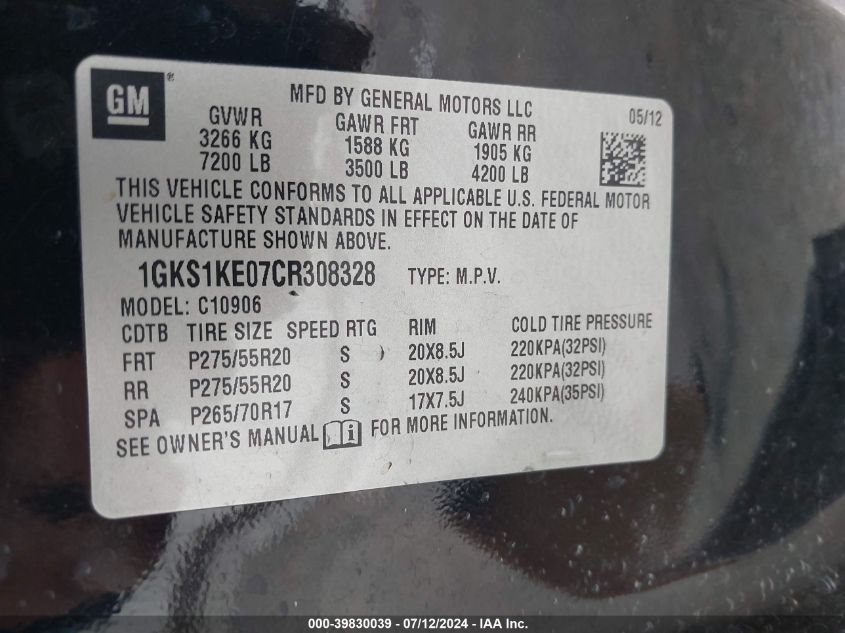 GM ®
MFD BY GENERAL MOTORS LLC 05/12
GVWR GAWR FRT GAWR RR
3266 KG 1588 KG 1905 KG
7200 LB 3500 LB 4200 LB
THIS VEHICLE CONFORMS TO ALL APPLICABLE U.S. FEDERAL MOTOR
VEHICLE SAFETY STANDARDS IN EFFECT ON THE DATE OF
MANUFACTURE SHOWN ABOVE.
1GKS1KE07CR308328 TYPE: M.P.V.
MODEL: C10906
CDTB TIRE SIZE SPEED RTG RIM COLD TIRE PRESSURE
FRT P275/55R20 S 20X8.5J 220KPA(32PSI)
RR P275/55R20 S 20X8.5J 220KPA(32PSI)
SPA P265/70R17 S 17X7.5J 240KPA(35PSI)
SEE OWNER'S MANUAL i FOR MORE INFORMATION.
000-39830039 - 07/12/2024 - IAA Inc.